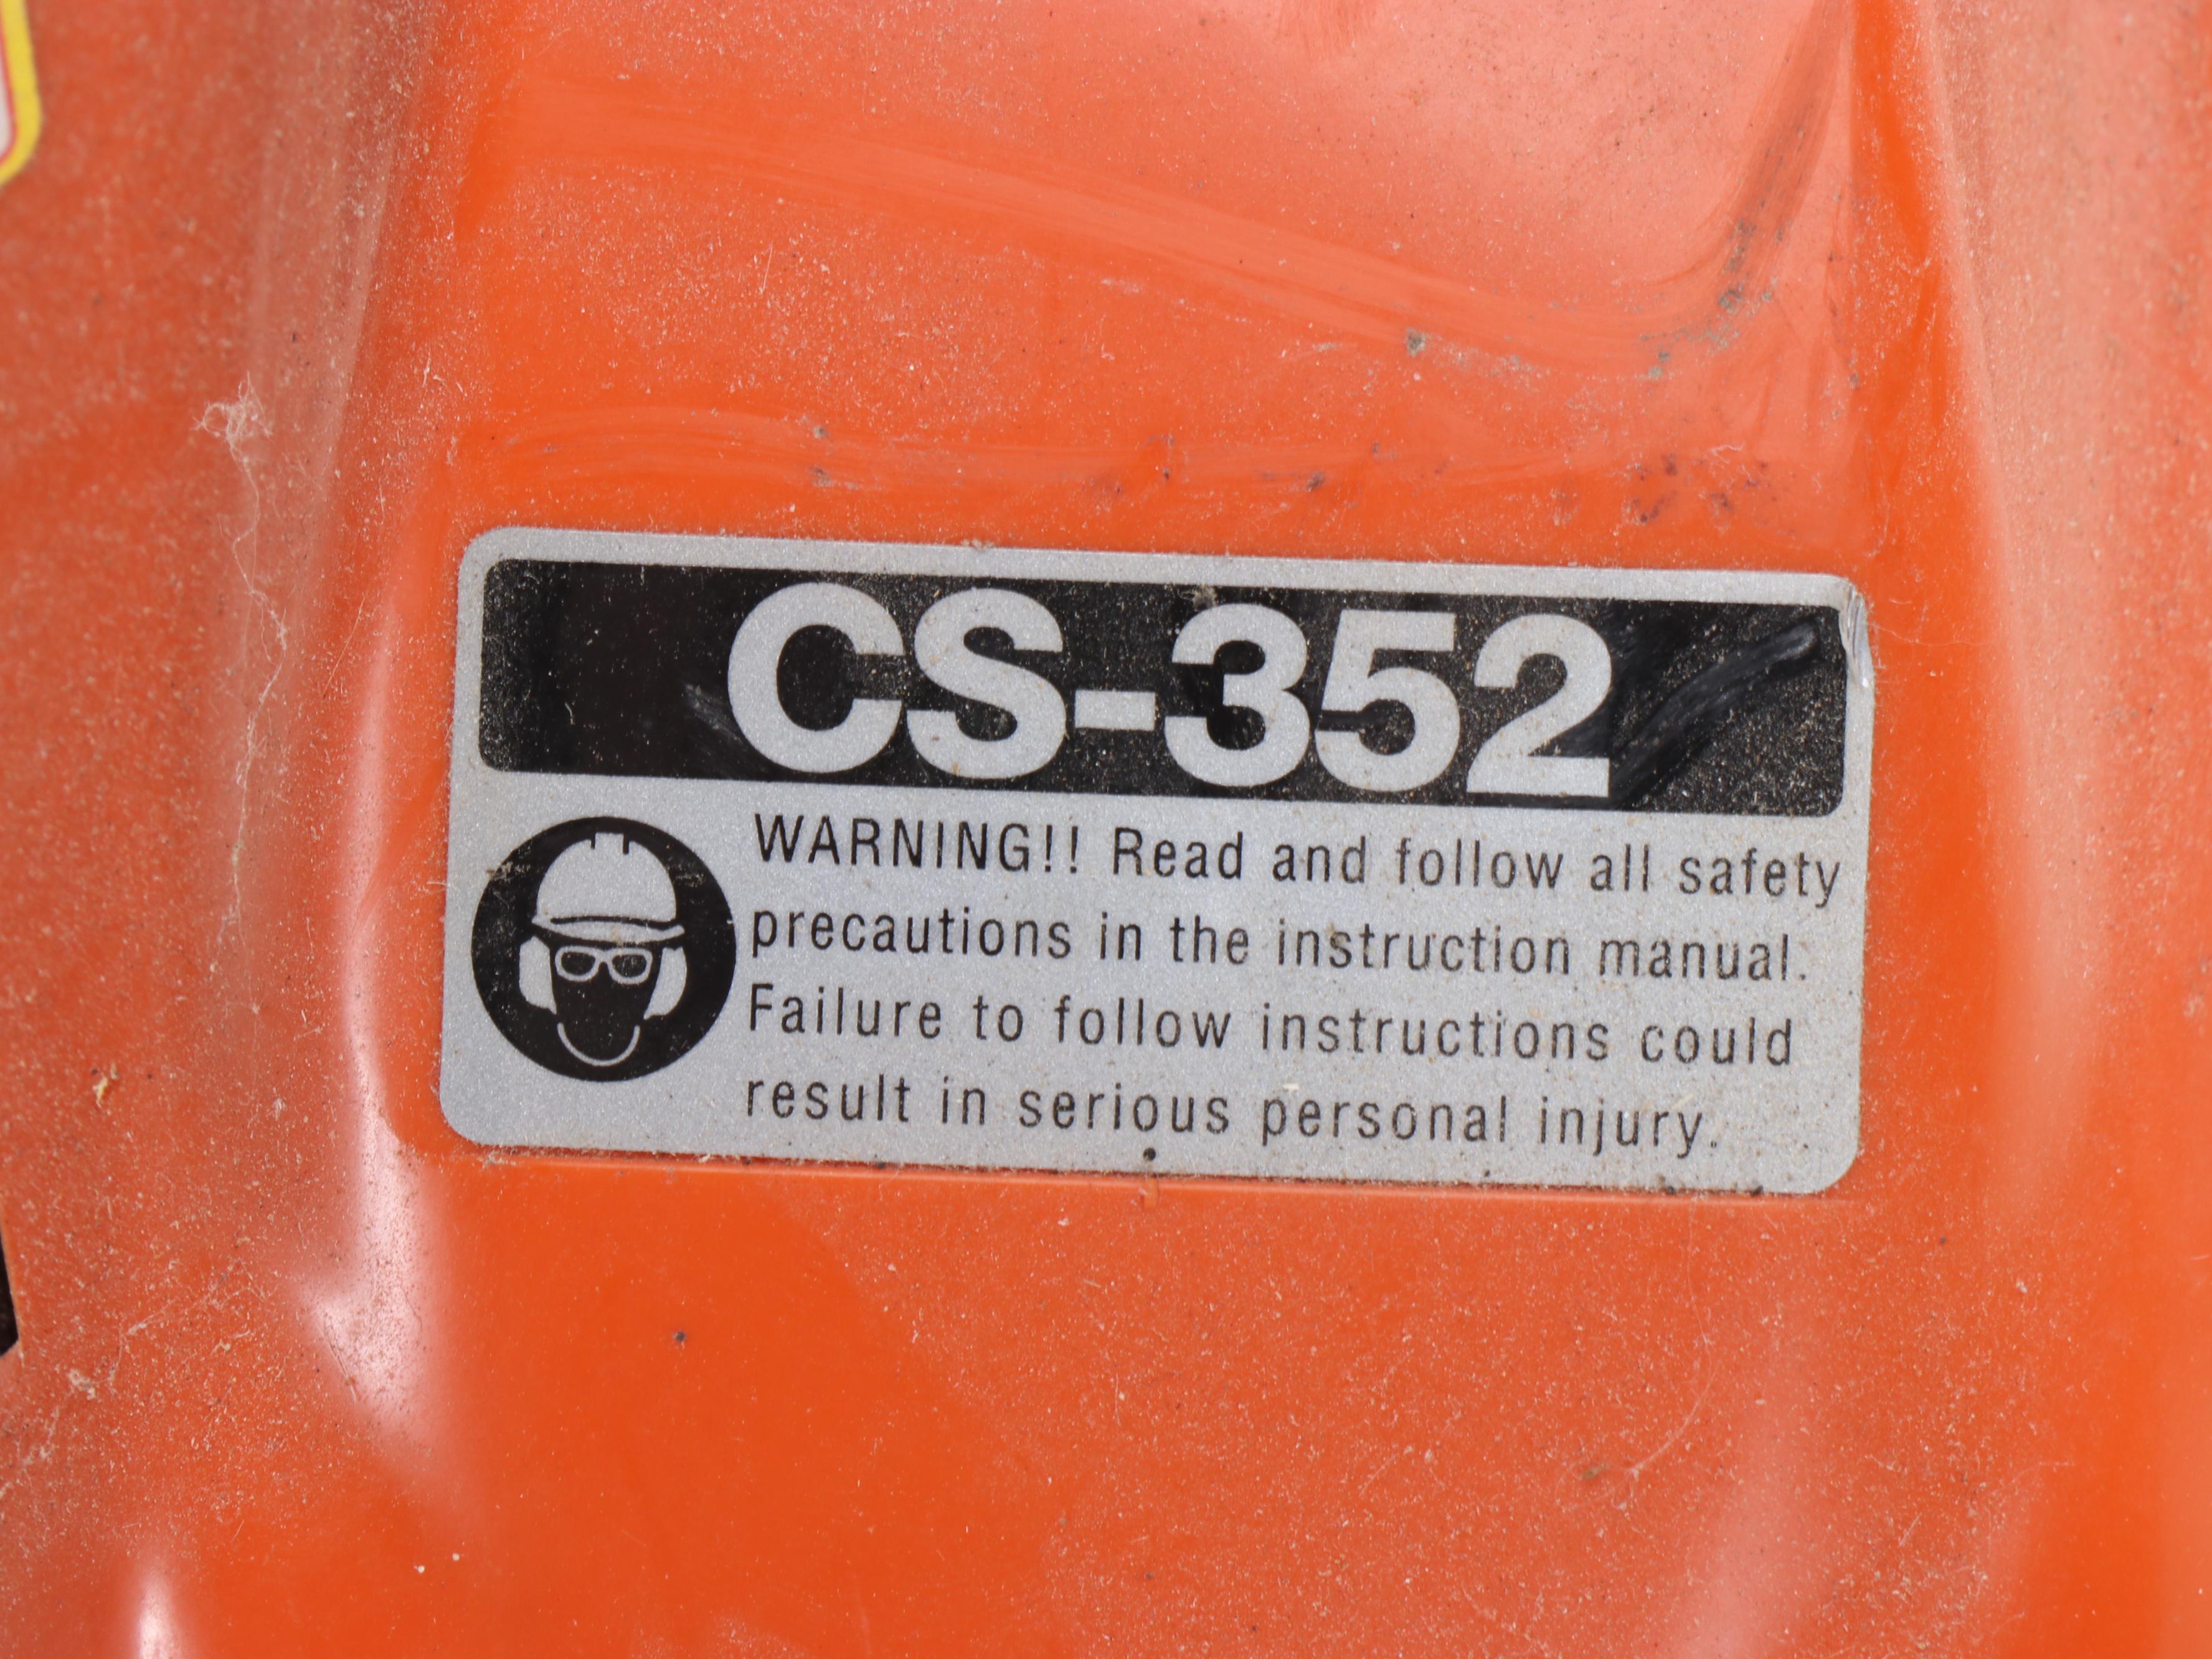 CS-352
WARNING!! Read and follow all safety
precautions in the instruction manual.
Failure to follow instructions could
result in serious personal injury.